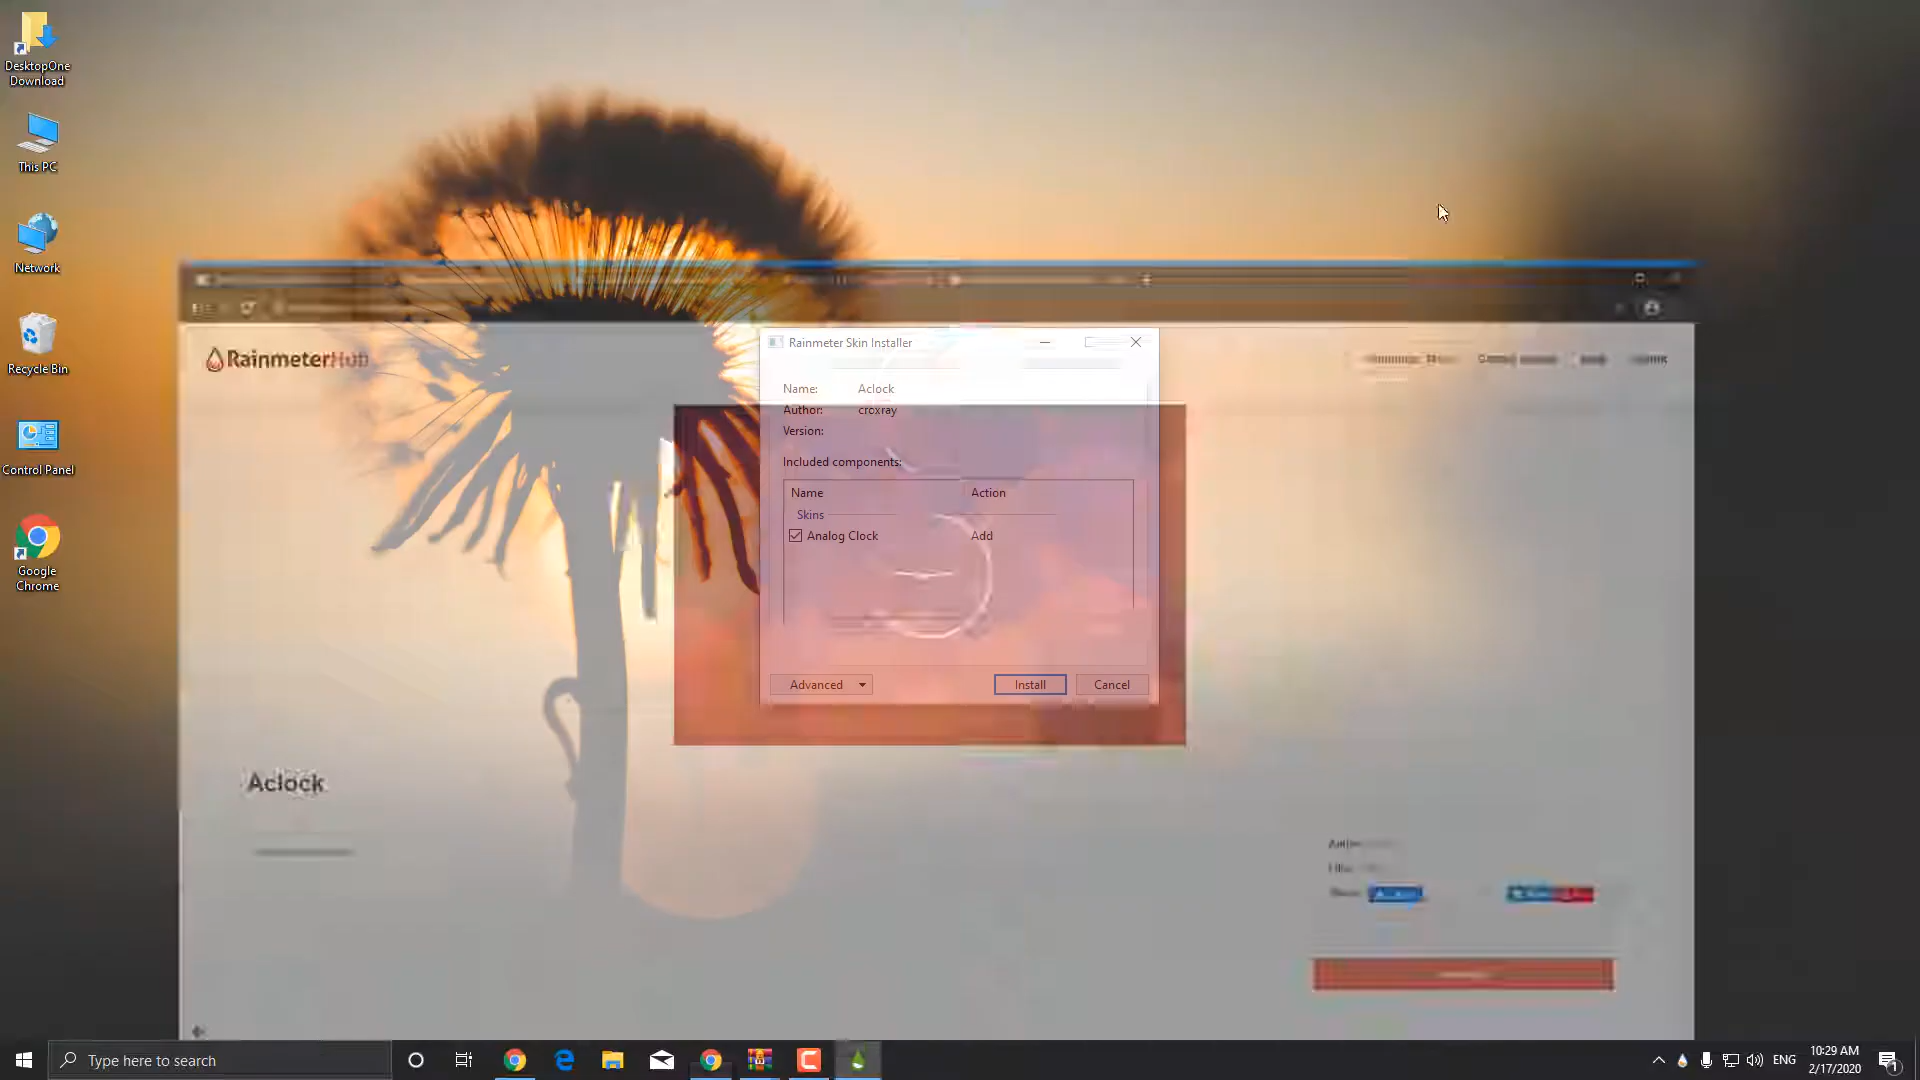 DesktopOne
Download
This PC
Network
Recycle Bin
Control Panel
Google
Chrome
RainmeterHub
Rainmeter Skin Installer
Name: Aclock
Author: croxray
Version:
Included components:
Name Action
Skins
Analog Clock Add
Advanced Install Cancel
Aclock
Type here to search
ENG
10:29 AM
2/17/2020
1